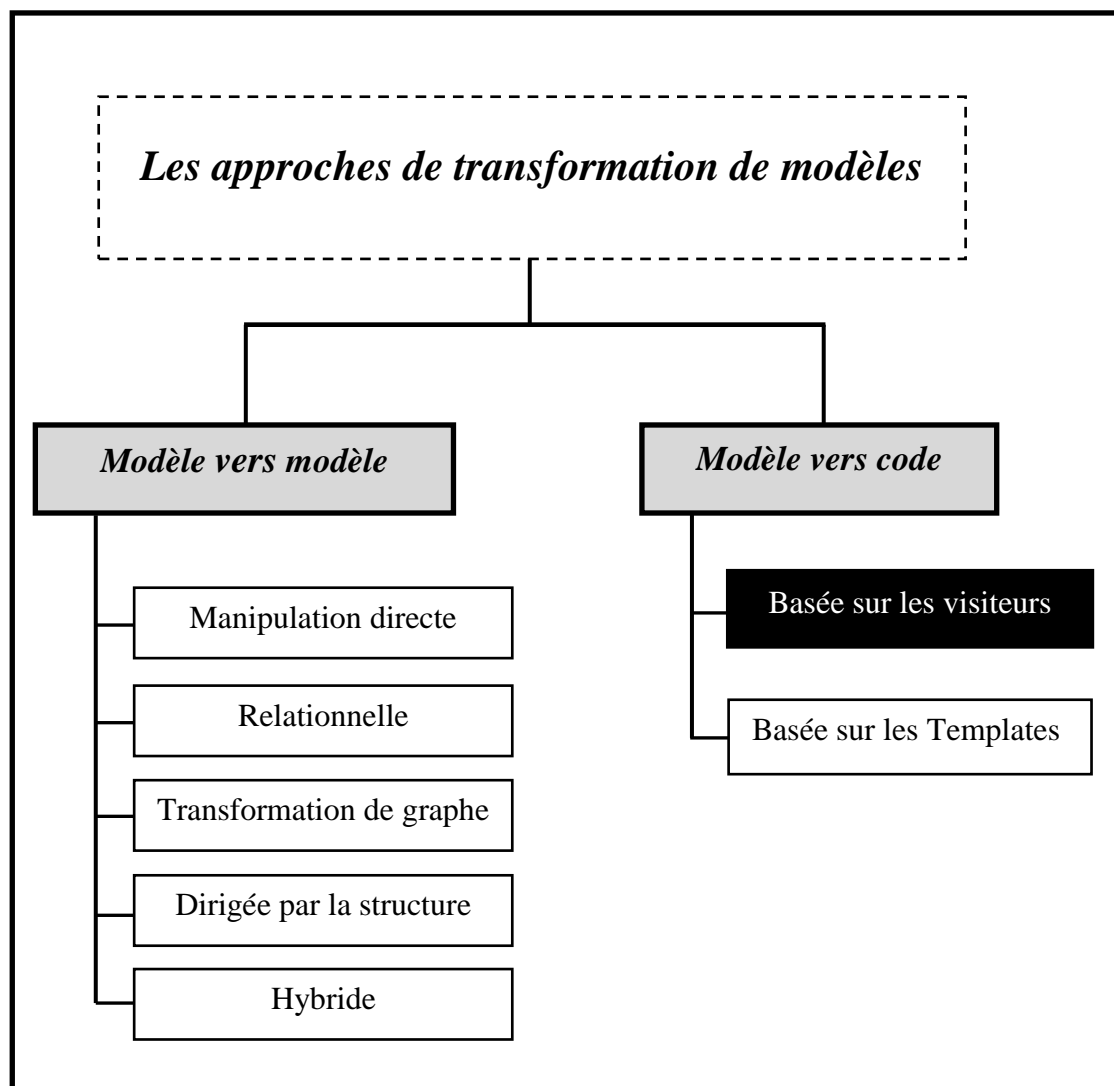 Les approches de transformation de modèles
Modèle vers modèle
Manipulation directe
Relationnelle
Transformation de graphe
Dirigée par la structure
Hybride
Modèle vers code
Basée sur les visiteurs
Basée sur les Templates